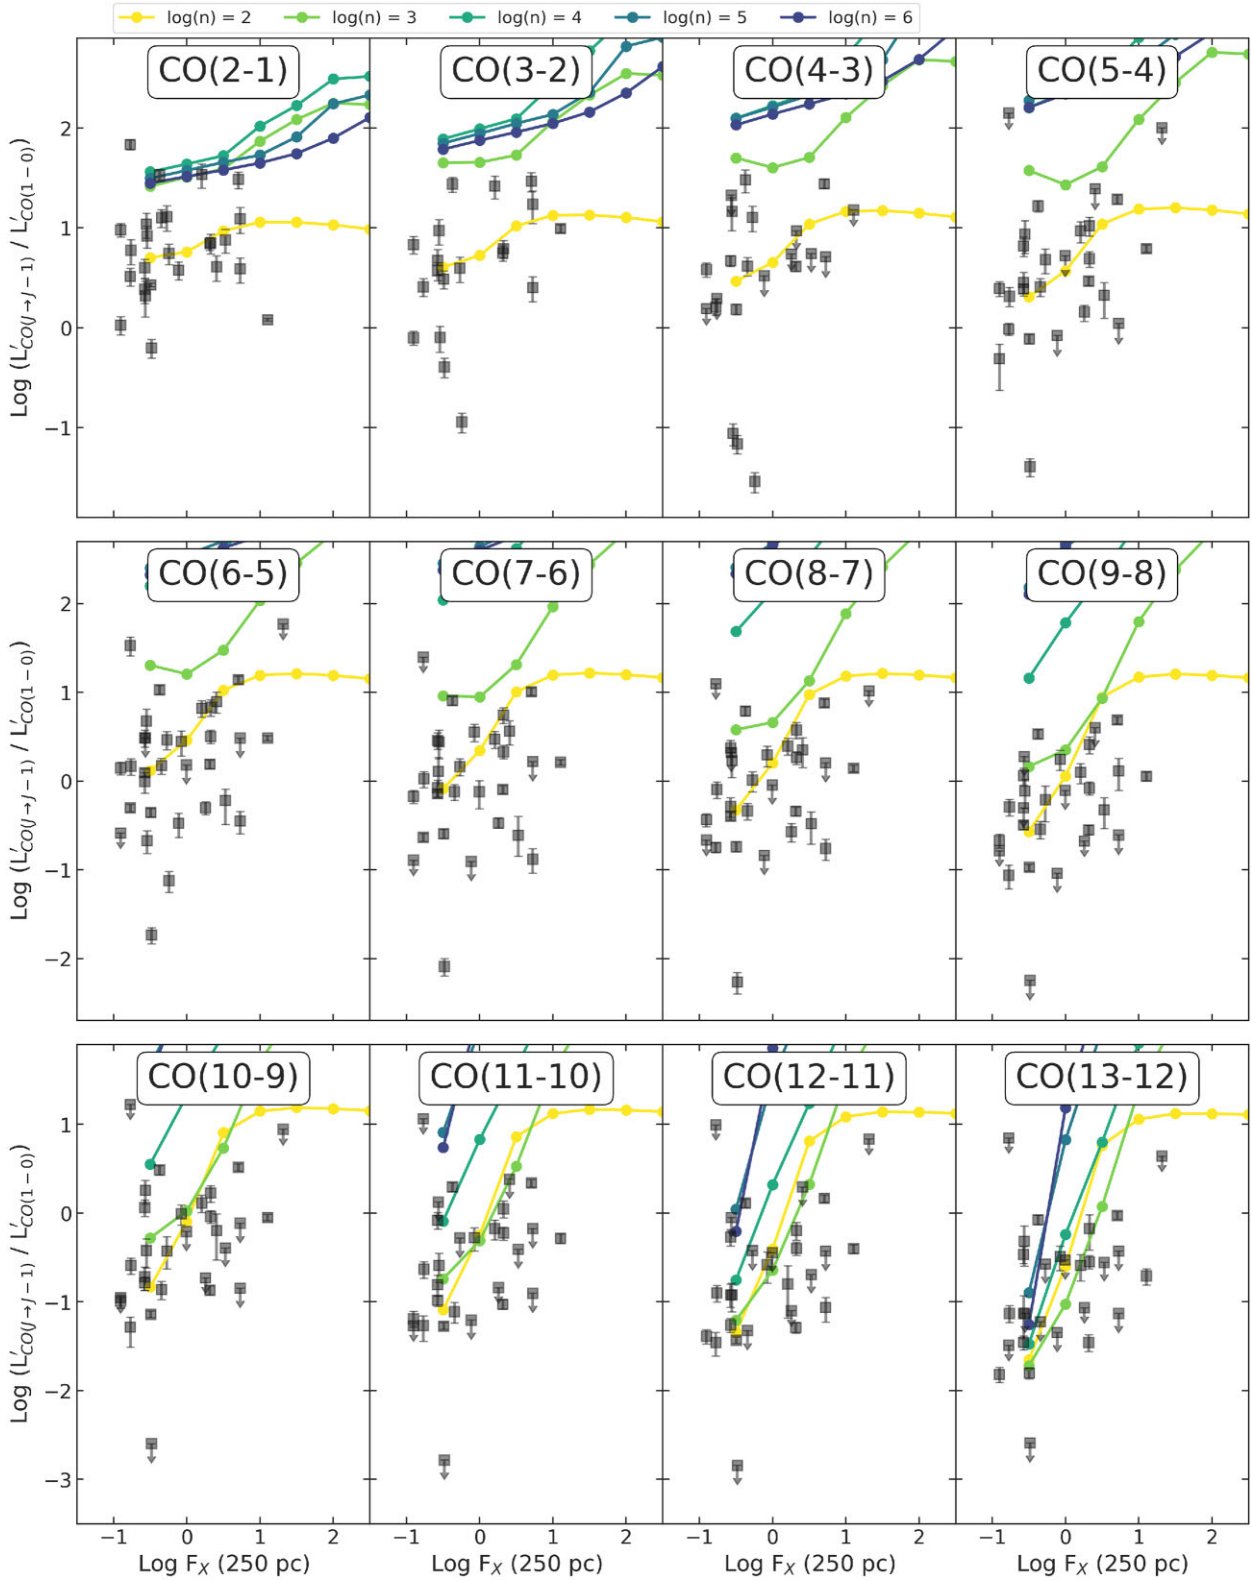 log(n) = 2 log(n) = 3 log(n) = 4 log(n) = 5 log(n) = 6
CO(2-1) CO(3-2) CO(4-3) CO(5-4)
2
1
0
−1
Log (L′CO(J→J−1) / L′CO(1−0))
CO(6-5) CO(7-6) CO(8-7) CO(9-8)
2
1
0
−1
−2
Log (L′CO(J→J−1) / L′CO(1−0))
CO(10-9) CO(11-10) CO(12-11) CO(13-12)
1
0
−1
−2
−3
Log (L′CO(J→J−1) / L′CO(1−0))
−1 0 1 2 −1 0 1 2 −1 0 1 2 −1 0 1 2
Log FX (250 pc) Log FX (250 pc) Log FX (250 pc) Log FX (250 pc)